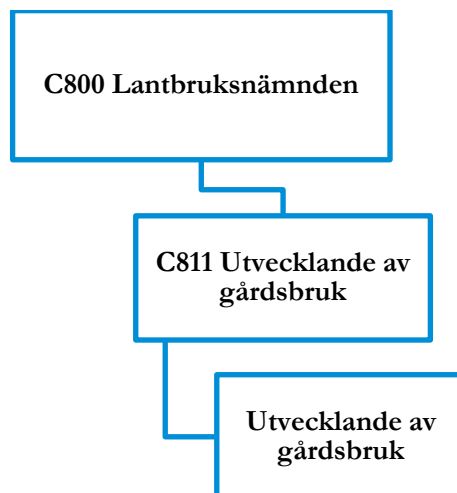 C800 Lantbruksnämnden
C811 Utvecklande av
gårdsbruk
Utvecklande av
gårdsbruk